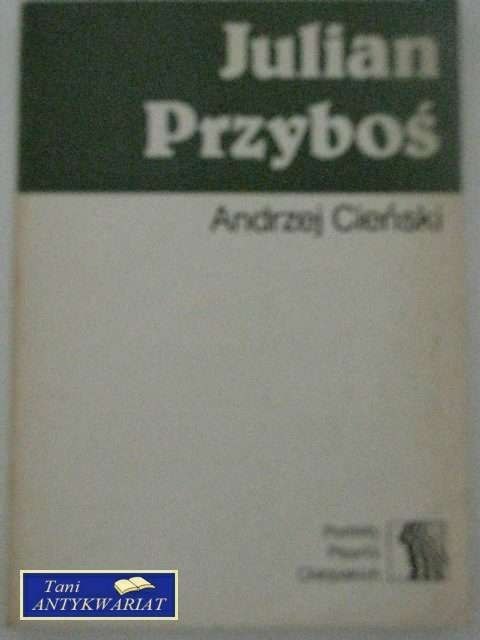 Julian
Przyboś
Andrzej Cieński
Tani
ANTYKWARIAT